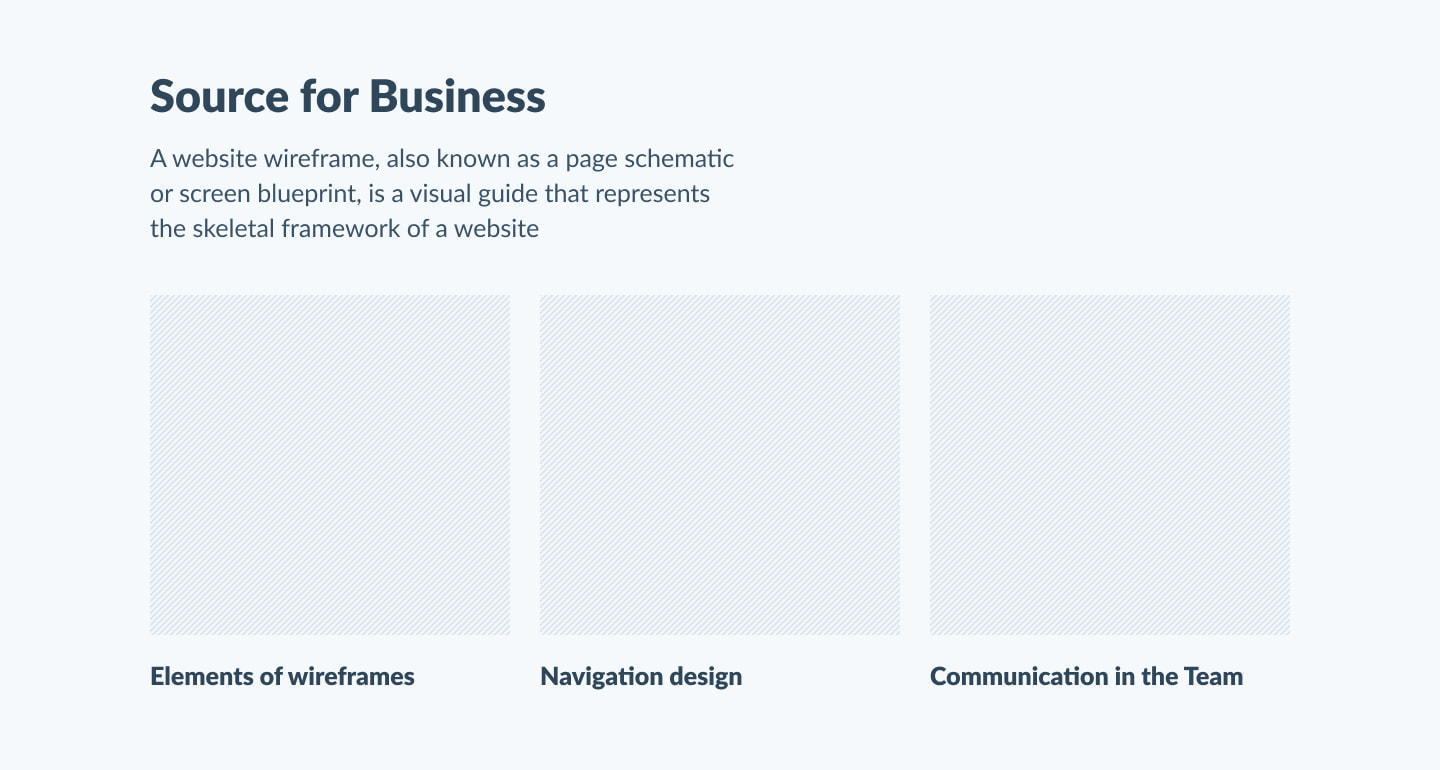 Source for Business
A website wireframe, also known as a page schematic
or screen blueprint, is a visual guide that represents
the skeletal framework of a website
Elements of wireframes
Navigation design
Communication in the Team